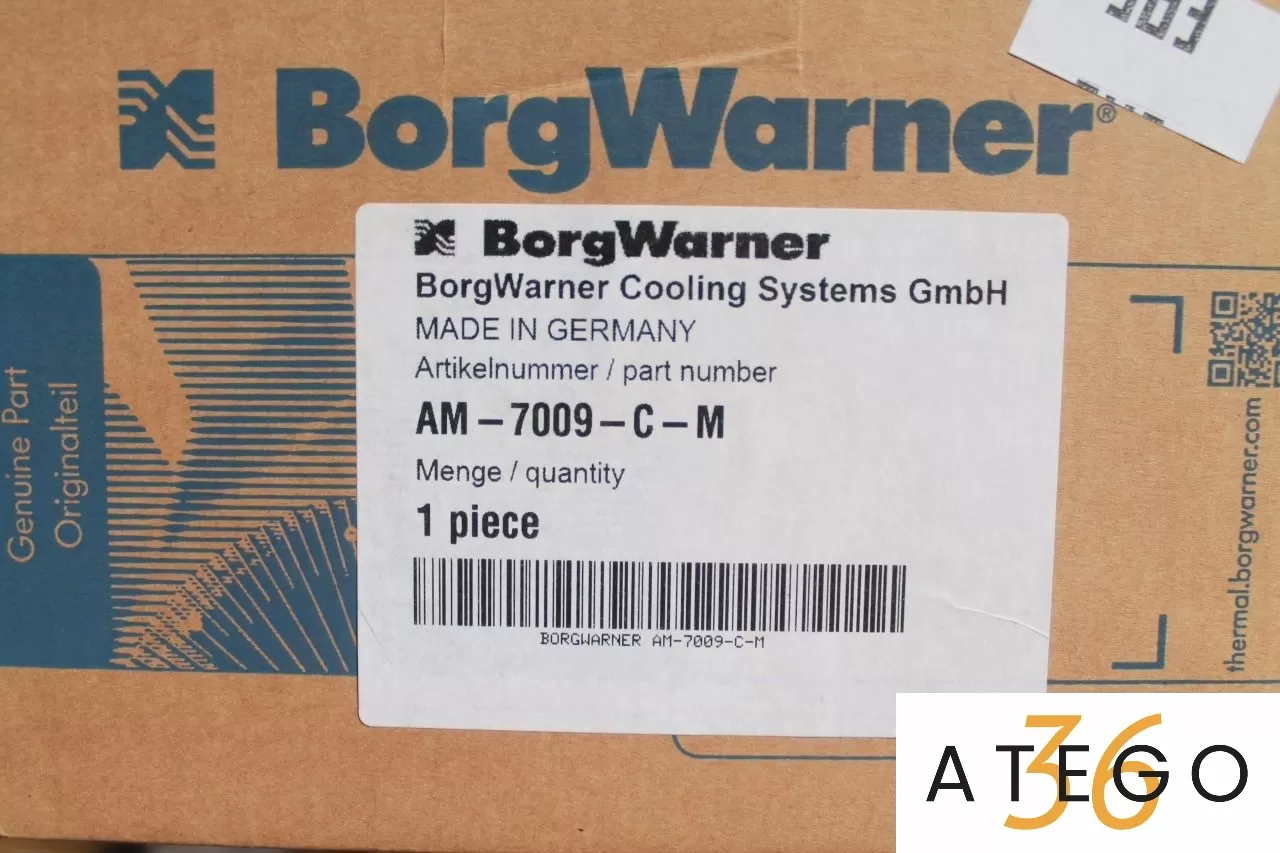 BorgWarner®
BorgWarner
BorgWarner Cooling Systems GmbH
MADE IN GERMANY
Artikelnummer / part number
AM – 7009 – C – M
Menge / quantity
1 piece
BORGWARNER AM-7009-C-M
Genuine Part
Originalteil
thermal.borgwarner.com
ATEGO
36